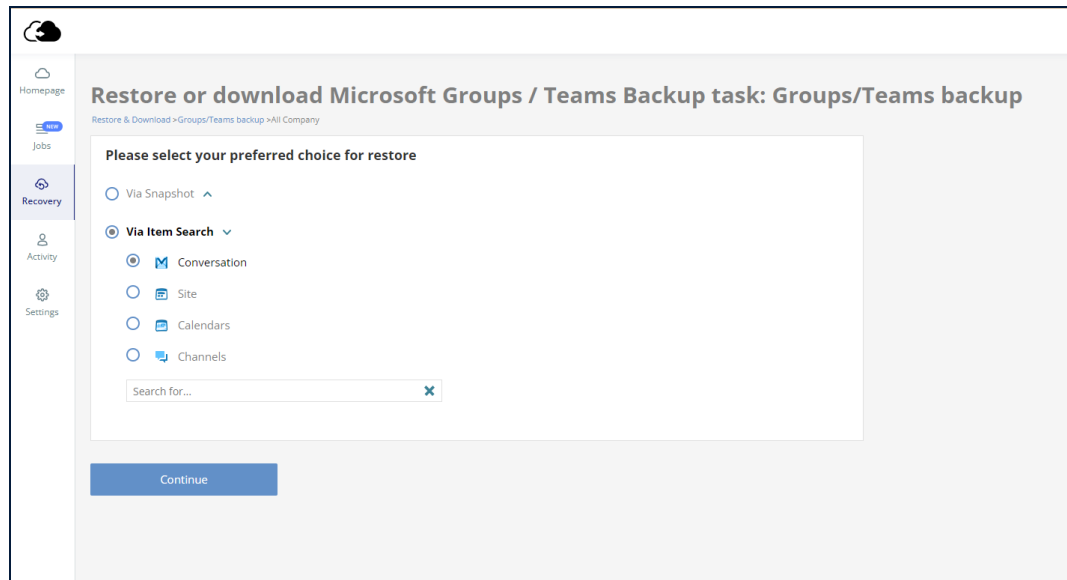 Homepage
NEW
Jobs
Recovery
Activity
Settings
Restore or download Microsoft Groups / Teams Backup task: Groups/Teams backup
Restore & Download >Groups/Teams backup >All Company
Please select your preferred choice for restore
Via Snapshot
Via Item Search
Conversation
Site
Calendars
Channels
Search for...
Continue